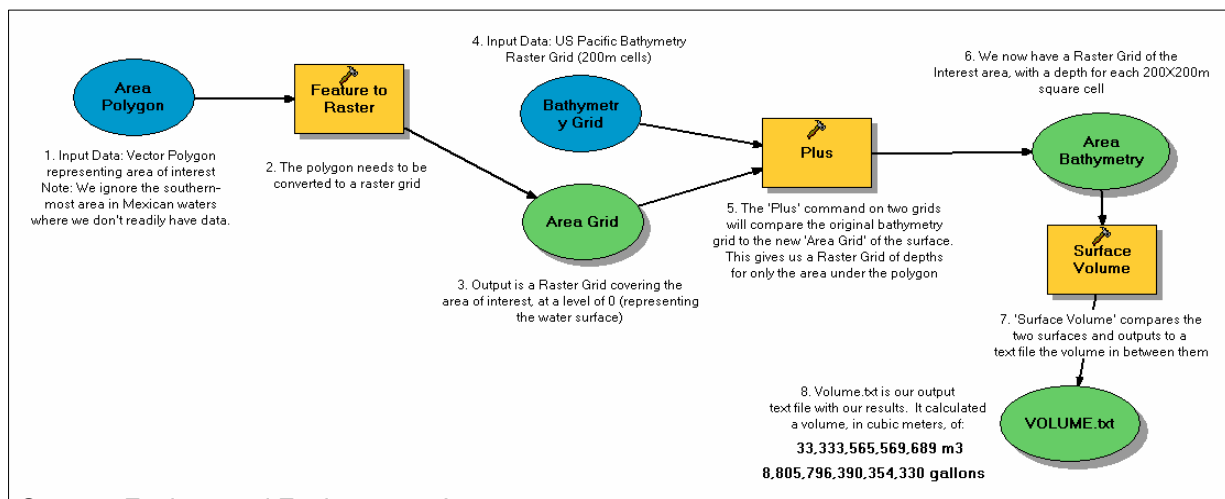 Area
Polygon
1. Input Data: Vector Polygon
representing area of interest
Note: We ignore the southern-
most area in Mexican waters
where we don't readily have data.
Feature to
Raster
2. The polygon needs to be
converted to a raster grid
4. Input Data: US Pacific Bathymetry
Raster Grid (200m cells)
Bathymetr
y Grid
Area Grid
3. Output is a Raster Grid covering the
area of interest, at a level of 0 (representing
the water surface)
Plus
5. The 'Plus' command on two grids
will compare the original bathymetry
grid to the new 'Area Grid' of the surface.
This gives us a Raster Grid of depths
for only the area under the polygon
6. We now have a Raster Grid of the
Interest area, with a depth for each 200X200m
square cell
Area
Bathymetry
Surface
Volume
7. 'Surface Volume' compares the
two surfaces and outputs to a
text file the volume in between them
8. Volume.txt is our output
text file with our results. It calculated
a volume, in cubic meters, of:
33,333,565,569,689 m3
8,805,796,390,354,330 gallons
VOLUME.txt